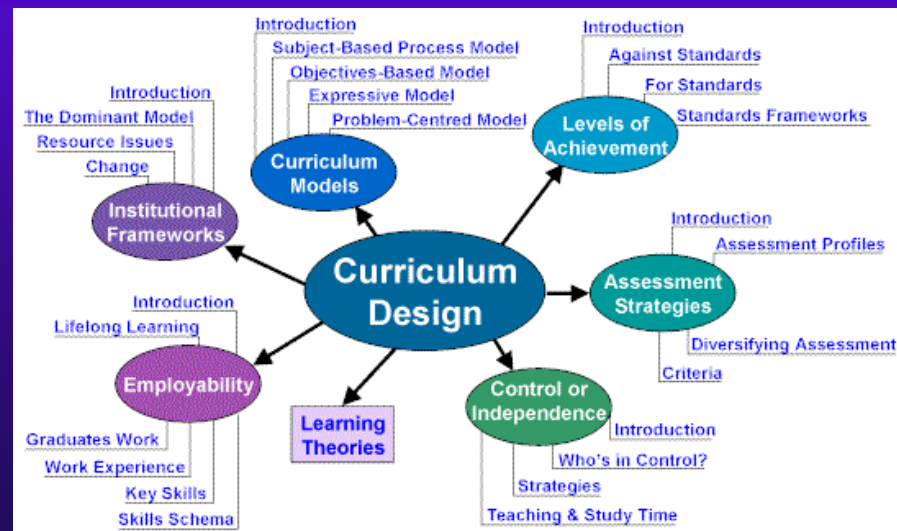 Introduction
Subject-Based Process Model
Objectives-Based Model
Expressive Model
Problem-Centred Model
Curriculum
Models
Introduction
Against Standards
For Standards
Standards Frameworks
Levels of
Achievement
Introduction
The Dominant Model
Resource Issues
Change
Institutional
Frameworks
Curriculum
Design
Introduction
Assessment Profiles
Assessment
Strategies
Diversifying Assessment
Criteria
Introduction
Lifelong Learning
Employability
Graduates Work
Work Experience
Key Skills
Skills Schema
Learning
Theories
Control or
Independence
Introduction
Who's in Control?
Strategies
Teaching & Study Time